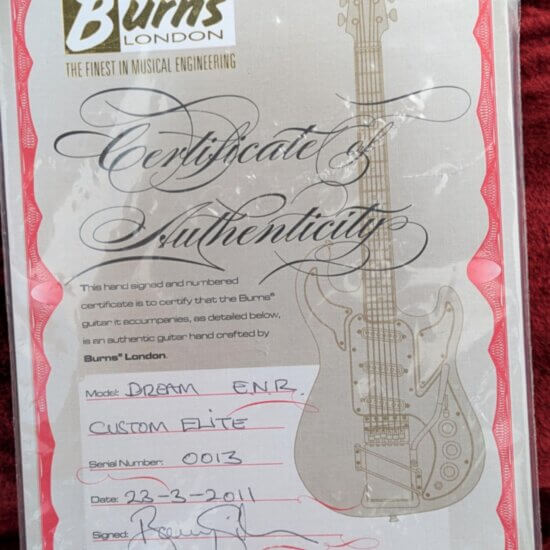 Burns
LONDON
THE FINEST IN MUSICAL ENGINEERING
Certificate of
Authenticity
This hand signed and numbered
certificate is to certify that the Burns®
guitar it accompanies, as detailed below,
is an authentic guitar hand crafted by
Burns® London.
Model: DREAM E.N.R.
CUSTOM ELITE
Serial Number: 0013
Date: 23-3-2011
Signed: